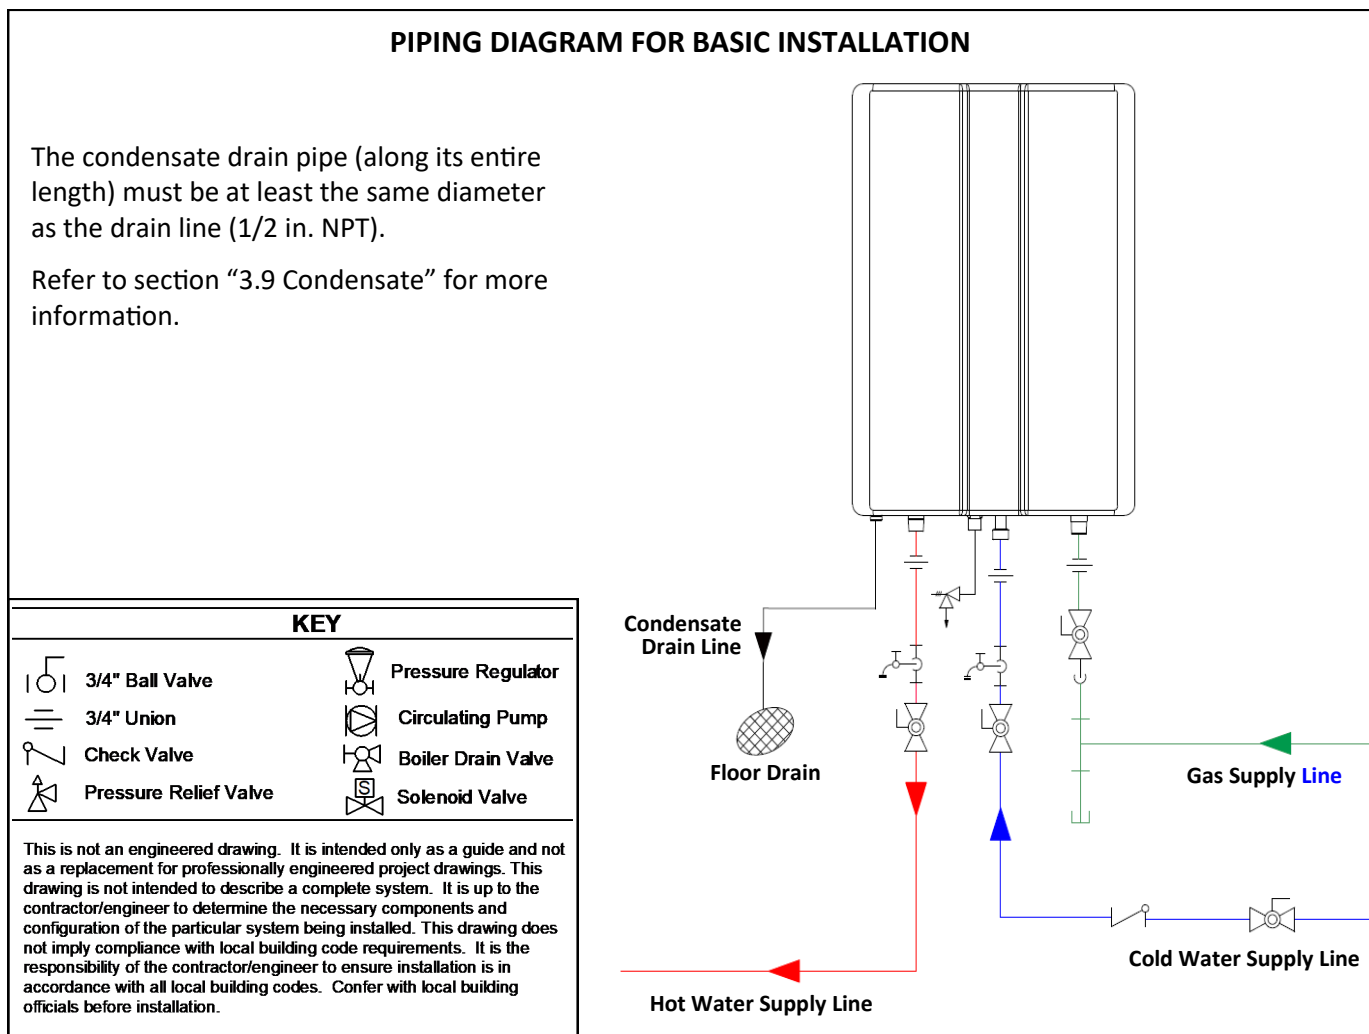 PIPING DIAGRAM FOR BASIC INSTALLATION
The condensate drain pipe (along its entire
length) must be at least the same diameter
as the drain line (1/2 in. NPT).
Refer to section “3.9 Condensate” for more
information.
Condensate
Drain Line
Floor Drain
Gas Supply Line
Cold Water Supply Line
Hot Water Supply Line
KEY
3/4" Ball Valve
3/4" Union
Check Valve
Pressure Relief Valve
Pressure Regulator
Circulating Pump
Boiler Drain Valve
S
Solenoid Valve
This is not an engineered drawing. It is intended only as a guide and not
as a replacement for professionally engineered project drawings. This
drawing is not intended to describe a complete system. It is up to the
contractor/engineer to determine the necessary components and
configuration of the particular system being installed. This drawing does
not imply compliance with local building code requirements. It is the
responsibility of the contractor/engineer to ensure installation is in
accordance with all local building codes. Confer with local building
officials before installation.